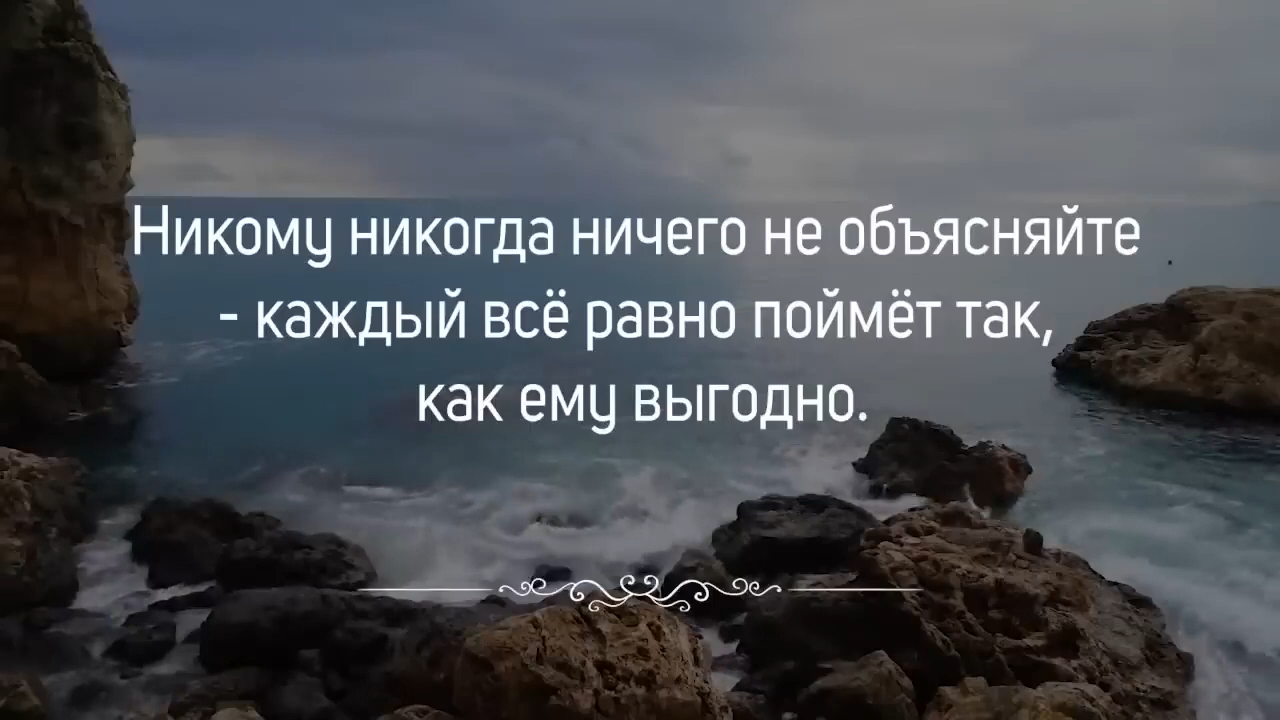 Никому никогда ничего не объясняйте
- каждый всё равно поймёт так,
как ему выгодно.